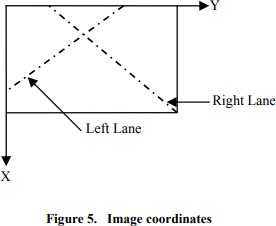 Y
Right Lane
Left Lane
X
Figure 5. Image coordinates